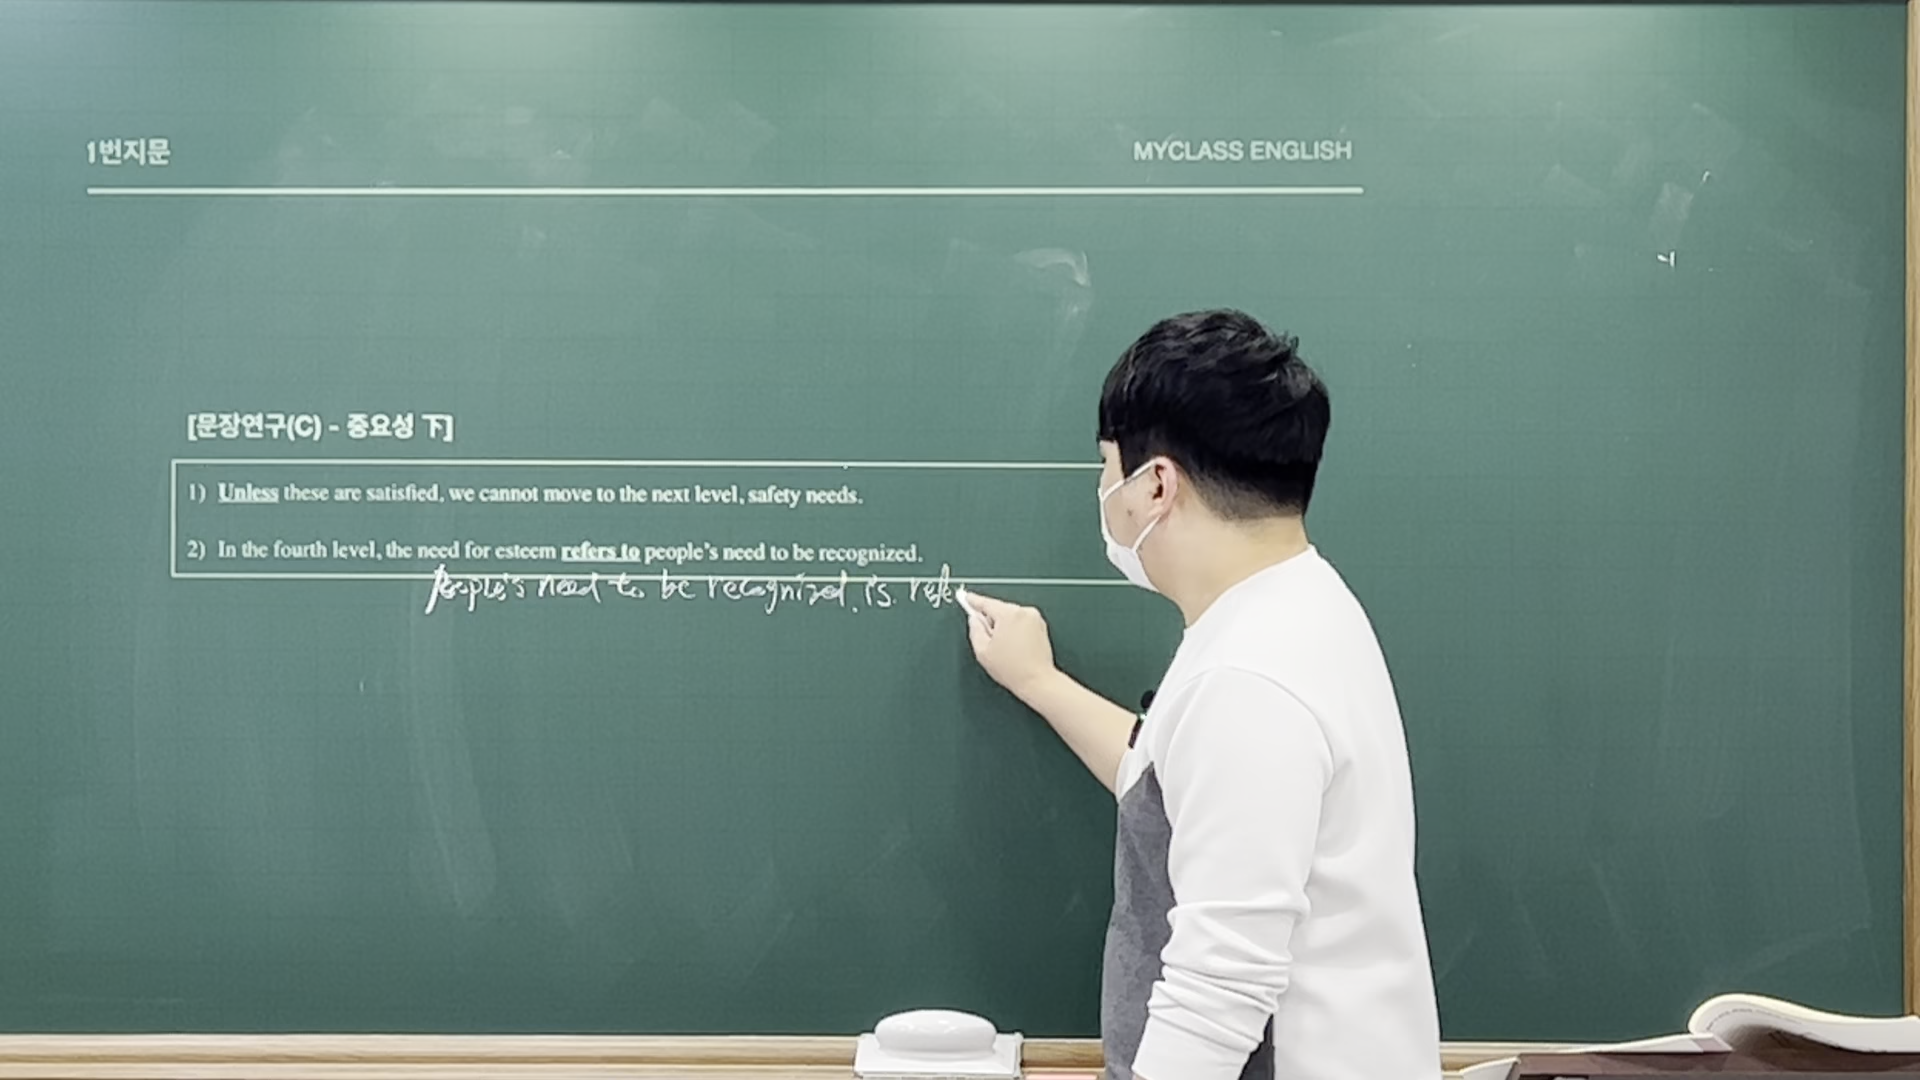 1번지문
MYCLASS ENGLISH
[문장연구(C) - 중요성 下]
1) Unless these are satisfied, we cannot move to the next level, safety needs.
2) In the fourth level, the need for esteem refers to people's need to be recognized.
people's need to be recognized. is. refe